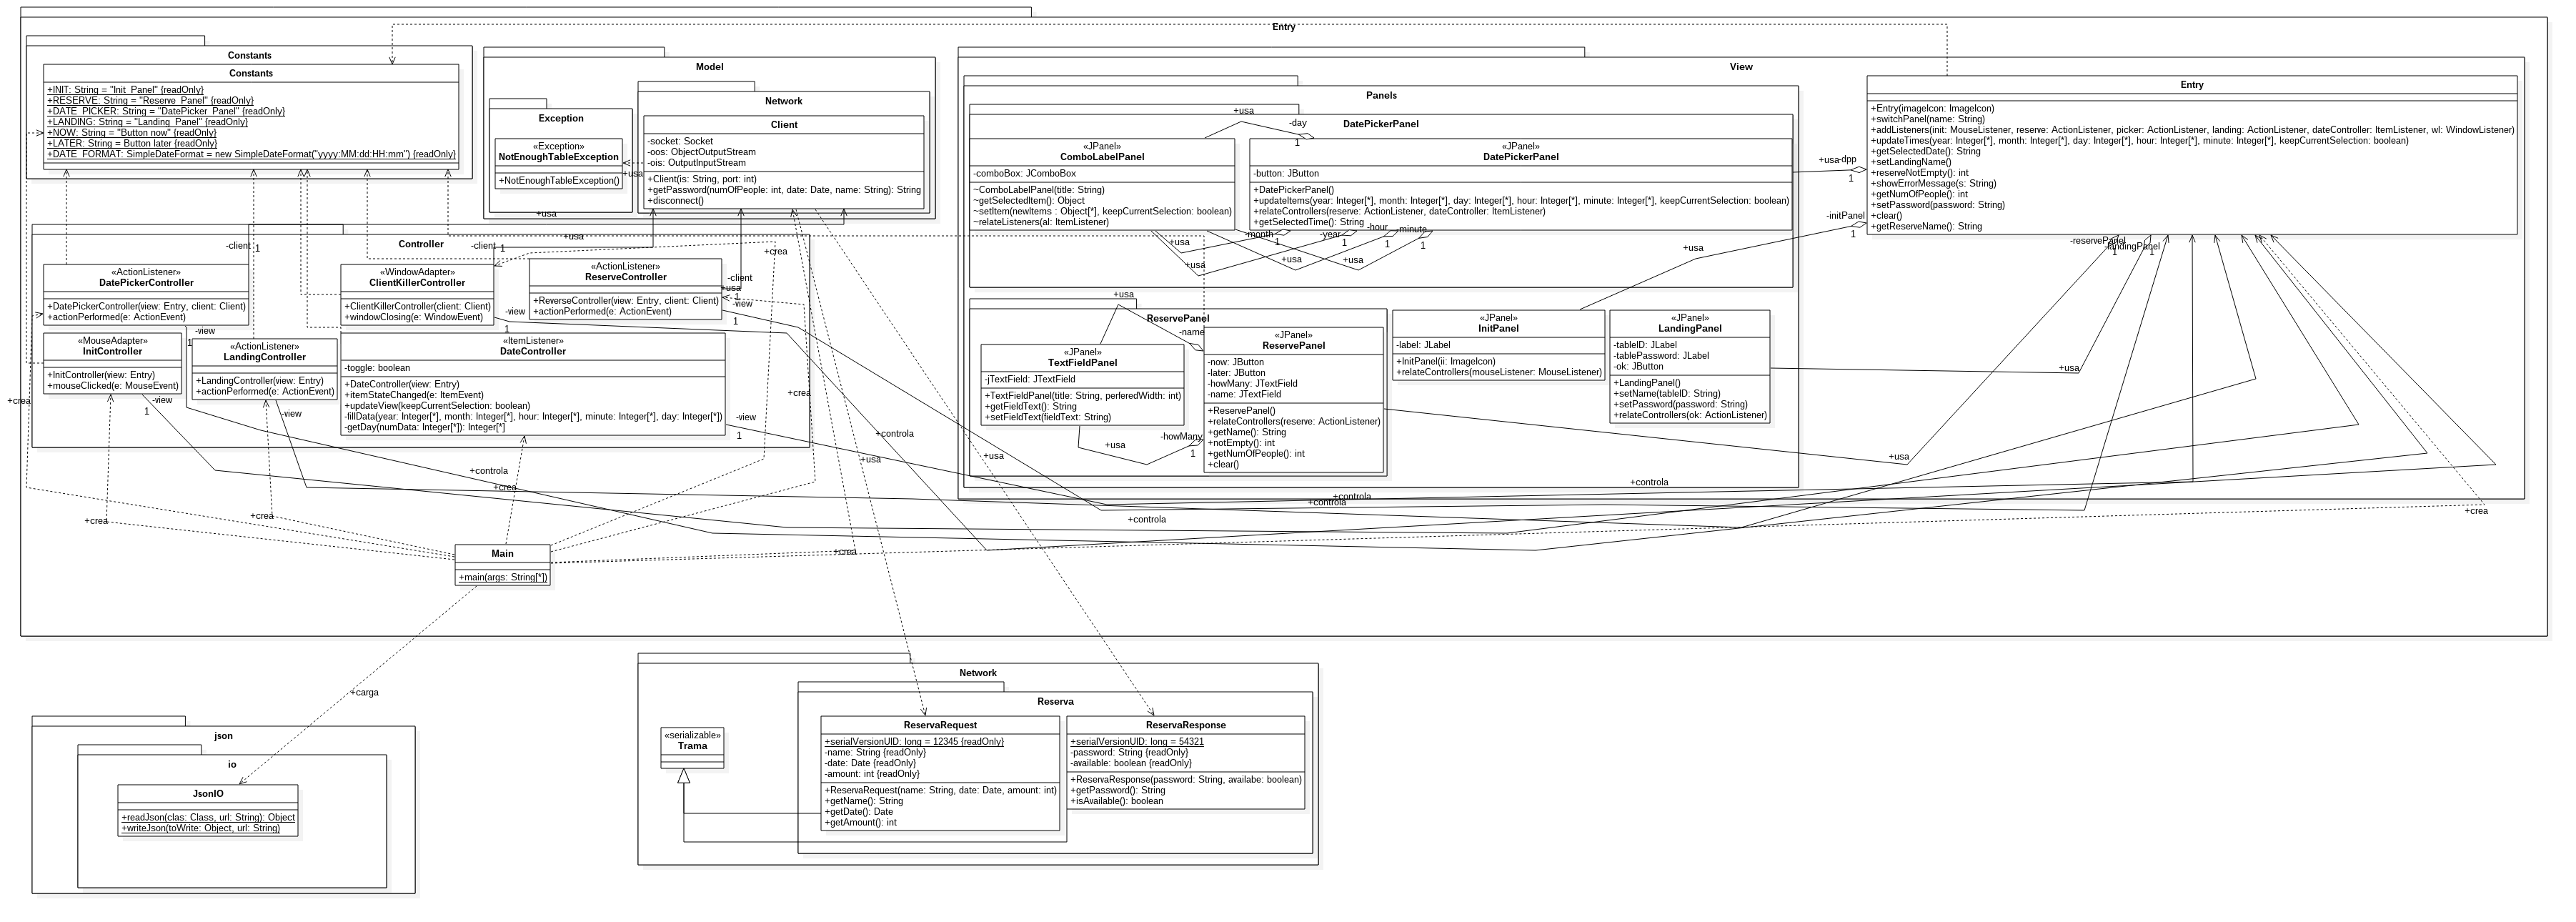 Entry
Constants
Constants
+INIT: String = "Init_Panel" {readOnly}
+RESERVE: String = "Reserve_Panel" {readOnly}
+DATE_PICKER: String = "DatePicker_Panel" {readOnly}
+LANDING: String = "Landing_Panel" {readOnly}
+NOW: String = "Button now" {readOnly}
+LATER: String = Button later {readOnly}
+DATE_FORMAT: SimpleDateFormat = new SimpleDateFormat("yyyy:MM:dd:HH:mm") {readOnly}
Model
Exception
«Exception»
NotEnoughTableException
+NotEnoughTableException()
+usa
+usa
Network
Client
-socket: Socket
-oos: ObjectOutputStream
-ois: OutputInputStream
+Client(is: String, port: int)
+getPassword(numOfPeople: int, date: Date, name: String): String
+disconnect()
View
Panels
DatePickerPanel
+usa
-day
1
«JPanel»
ComboLabelPanel
-comboBox: JComboBox
~ComboLabelPanel(title: String)
~getSelectedItem(): Object
~setItem(newItems : Object[*], keepCurrentSelection: boolean)
~relateListeners(al: ItemListener)
«JPanel»
DatePickerPanel
-button: JButton
+DatePickerPanel()
+updateItems(year: Integer[*], month: Integer[*], day: Integer[*], hour: Integer[*], minute: Integer[*], keepCurrentSelection: boolean)
+relateControllers(reserve: ActionListener, dateController: ItemListener)
+getSelectedTime(): String
+usa
-month
1
+usa
-year
1
+usa
-hour
1
+usa
-minute
1
Entry
+Entry(imageIcon: ImageIcon)
+switchPanel(name: String)
+addListeners(init: MouseListener, reserve: ActionListener, picker: ActionListener, landing: ActionListener, dateController: ItemListener, wl: WindowListener)
+updateTimes(year: Integer[*], month: Integer[*], day: Integer[*], hour: Integer[*], minute: Integer[*], keepCurrentSelection: boolean)
+getSelectedDate(): String
+setLandingName()
+reserveNotEmpty(): int
+showErrorMessage(s: String)
+getNumOfPeople(): int
+setPassword(password: String)
+clear()
+getReserveName(): String
+usa
-dpp
1
-initPanel
1
+usa
-reservePanel
1
-landingPanel
1
Controller
-client
1
-client
1
+usa
+crea
-client
1
+usa
«ActionListener»
DatePickerController
+DatePickerController(view: Entry, client: Client)
+actionPerformed(e: ActionEvent)
«WindowAdapter»
ClientKillerController
+ClientKillerController(client: Client)
+windowClosing(e: WindowEvent)
«ActionListener»
ReserveController
+ReverseController(view: Entry, client: Client)
+actionPerformed(e: ActionEvent)
-view
1
-view
1
-view
1
«MouseAdapter»
InitController
+InitController(view: Entry)
+mouseClicked(e: MouseEvent)
«ActionListener»
LandingController
+LandingController(view: Entry)
+actionPerformed(e: ActionEvent)
«ItemListener»
DateController
-toggle: boolean
+DateController(view: Entry)
+itemStateChanged(e: ItemEvent)
+updateView(keepCurrentSelection: boolean)
-fillData(year: Integer[*], month: Integer[*], hour: Integer[*], minute: Integer[*], day: Integer[*])
-getDay(numData: Integer[*]): Integer[*]
-view
1
-view
-view
1
+crea
+crea
+usa
ReservePanel
-name
«JPanel»
TextFieldPanel
-jTextField: JTextField
+TextFieldPanel(title: String, perferedWidth: int)
+getFieldText(): String
+setFieldText(fieldText: String)
+usa
-howMany
1
«JPanel»
ReservePanel
-now: JButton
-later: JButton
-howMany: JTextField
-name: JTextField
+ReservePanel()
+relateControllers(reserve: ActionListener)
+getName(): String
+notEmpty(): int
+getNumOfPeople(): int
+clear()
«JPanel»
InitPanel
-label: JLabel
+InitPanel(ii: ImageIcon)
+relateControllers(mouseListener: MouseListener)
«JPanel»
LandingPanel
-tableID: JLabel
-tablePassword: JLabel
-ok: JButton
+LandingPanel()
+setName(tableID: String)
+setPassword(password: String)
+relateControllers(ok: ActionListener)
+usa
+usa
+controla
+usa
+usa
+controla
+crea
+controla
+controla
+controla
+controla
+crea
+crea
+crea
+crea
Main
+main(args: String[*])
+carga
json
io
JsonIO
+readJson(clas: Class, url: String): Object
+writeJson(toWrite: Object, url: String)
Network
Reserva
«serializable»
Trama
ReservaRequest
+serialVersionUID: long = 12345 {readOnly}
-name: String {readOnly}
-date: Date {readOnly}
-amount: int {readOnly}
+ReservaRequest(name: String, date: Date, amount: int)
+getName(): String
+getDate(): Date
+getAmount(): int
ReservaResponse
+serialVersionUID: long = 54321
-password: String {readOnly}
-available: boolean {readOnly}
+ReservaResponse(password: String, availabe: boolean)
+getPassword(): String
+isAvailable(): boolean